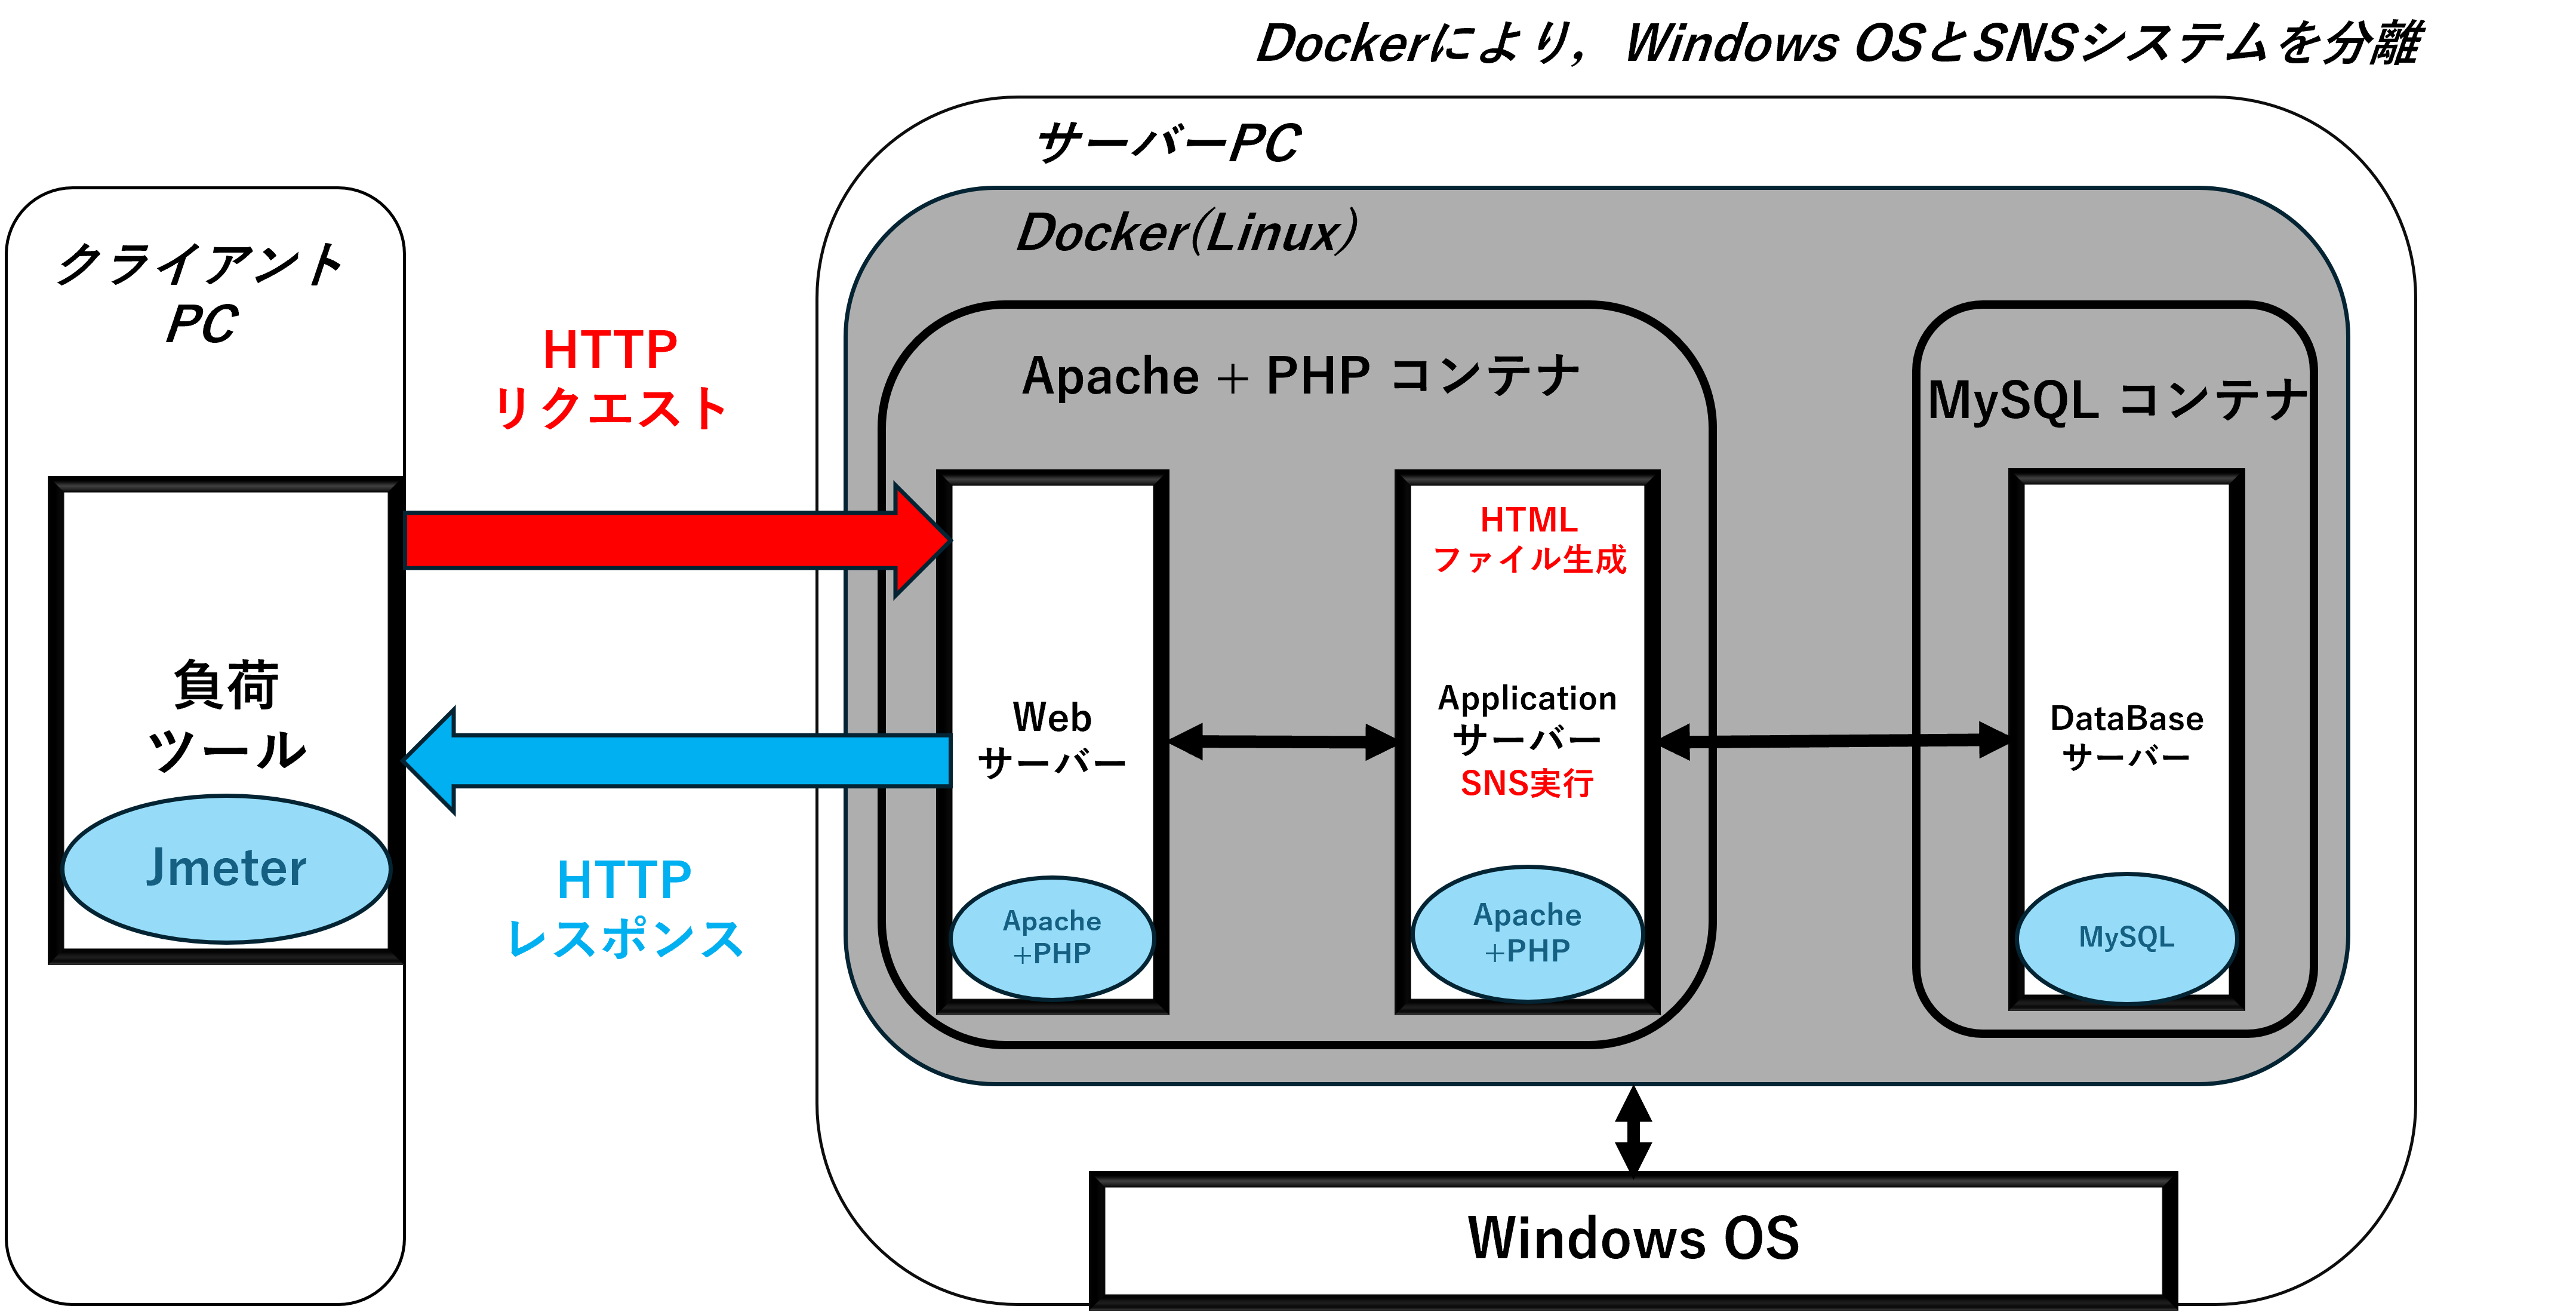 Dockerにより，Windows OSとSNSシステムを分離
サーバーPC
Docker(Linux)
クライアント
PC
HTTP
リクエスト
Apache + PHP コンテナ
MySQL コンテナ
HTML
ファイル生成
負荷
ツール
Jmeter
Web
サーバー
Application
サーバー
SNS実行
DataBase
サーバー
HTTP
レスポンス
Apache
+PHP
Apache
+PHP
MySQL
Windows OS